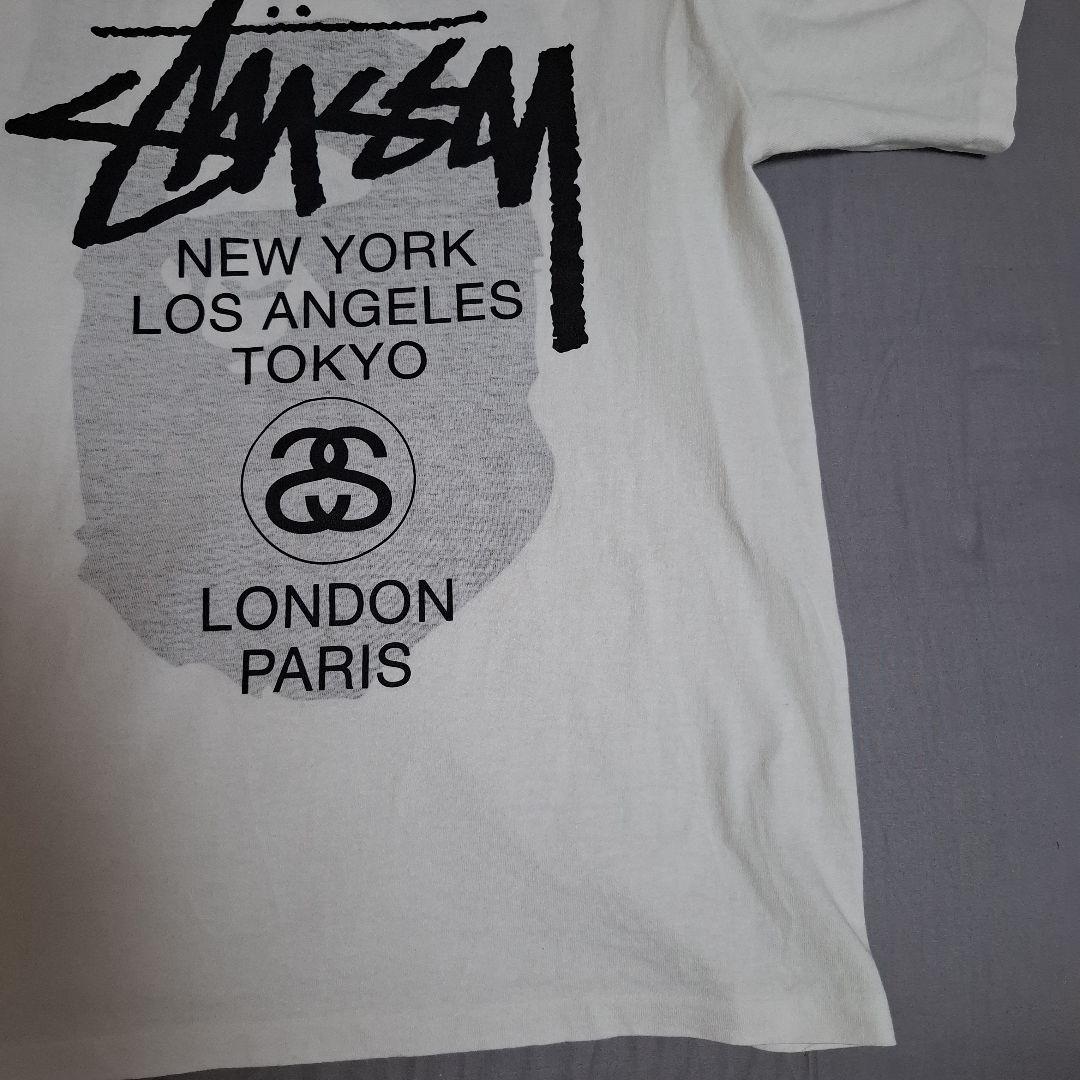 Stüssy
NEW YORK
LOS ANGELES
TOKYO
LONDON
PARIS